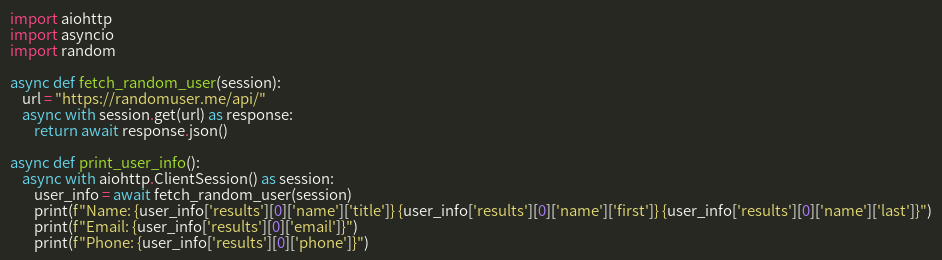 import aiohttp
import asyncio
import random

async def fetch_random_user(session):
    url = "https://randomuser.me/api/"
    async with session.get(url) as response:
        return await response.json()

async def print_user_info():
    async with aiohttp.ClientSession() as session:
        user_info = await fetch_random_user(session)
        print(f"Name: {user_info['results'][0]['name']['title']} {user_info['results'][0]['name']['first']} {user_info['results'][0]['name']['last']}")
        print(f"Email: {user_info['results'][0]['email']}")
        print(f"Phone: {user_info['results'][0]['phone']}")